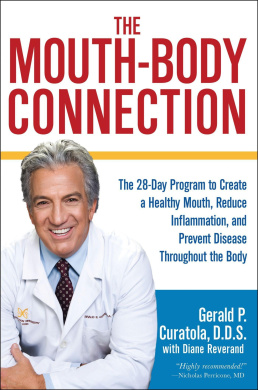 THE
MOUTH-BODY
CONNECTION
The 28-Day Program to Create
a Healthy Mouth, Reduce
Inflammation, and
Prevent Disease
Throughout the Body
Gerald P.
Curatola, D.D.S.
with Diane Reverand
"Highly recommended!"
—Nicholas Perricone, MD